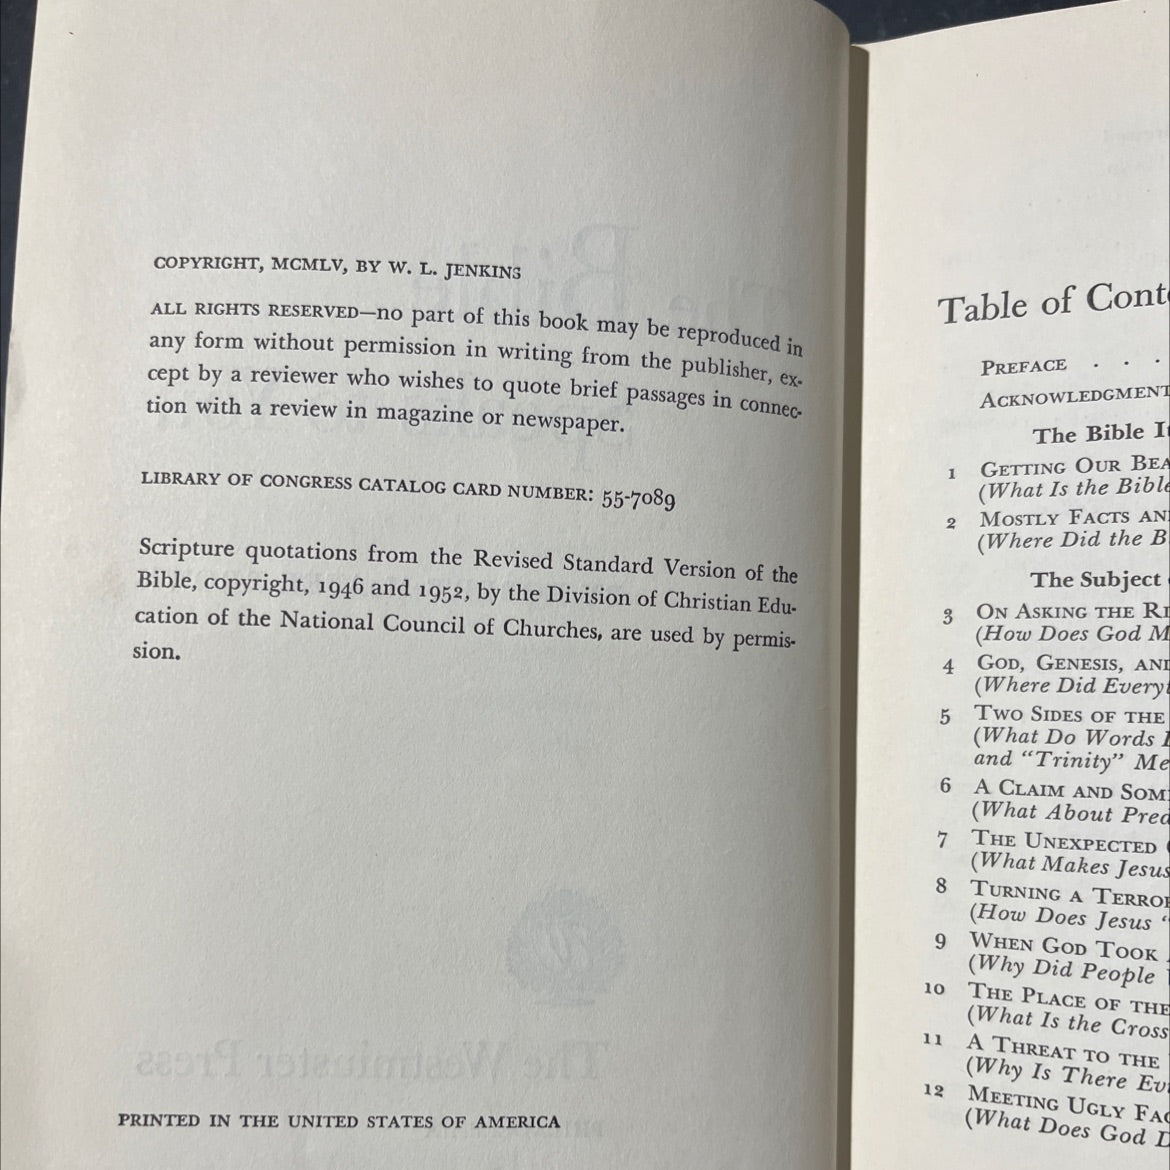 COPYRIGHT, MCMLV, BY W. L. JENKINS
ALL RIGHTS RESERVED—no part of this book may be reproduced in
any form without permission in writing from the publisher, ex-
cept by a reviewer who wishes to quote brief passages in connec-
tion with a review in magazine or newspaper.
LIBRARY OF CONGRESS CATALOG CARD NUMBER: 55-7089
Scripture quotations from the Revised Standard Version of the
Bible, copyright, 1946 and 1952, by the Division of Christian Edu-
cation of the National Council of Churches, are used by permis-
sion.
The Westminster Press
PRINTED IN THE UNITED STATES OF AMERICA
Table of Conte
PREFACE . .
ACKNOWLEDGMENT
The Bible It
1 GETTING OUR BEA
(What Is the Bible
2 MOSTLY FACTS AN
(Where Did the B
The Subject
3 ON ASKING THE RI
(How Does God M
4 GOD, GENESIS, AND
(Where Did Everyt
5 TWO SIDES OF THE
(What Do Words
and "Trinity" Me
6 A CLAIM AND SOM
(What About Pred
7 THE UNEXPECTED
(What Makes Jesus
8 TURNING A TERROR
(How Does Jesus "
9 WHEN GOD TOOK
(Why Did People
10 THE PLACE OF THE
(What Is the Cross
11 A THREAT TO THE
(Why Is There Evi
12 MEETING UGLY FAC
(What Does God D